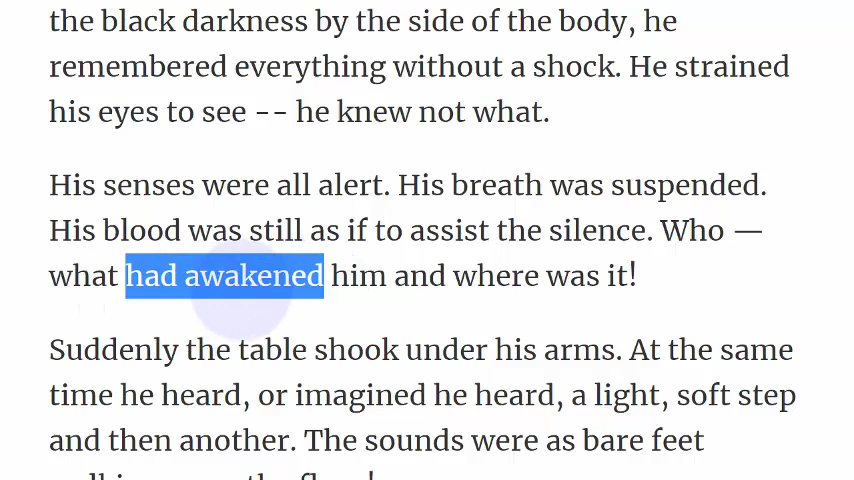 the black darkness by the side of the body, he
remembered everything without a shock. He strained
his eyes to see -- he knew not what.
His senses were all alert. His breath was suspended.
His blood was still as if to assist the silence. Who —
what had awakened him and where was it!
Suddenly the table shook under his arms. At the same
time he heard, or imagined he heard, a light, soft step
and then another. The sounds were as bare feet